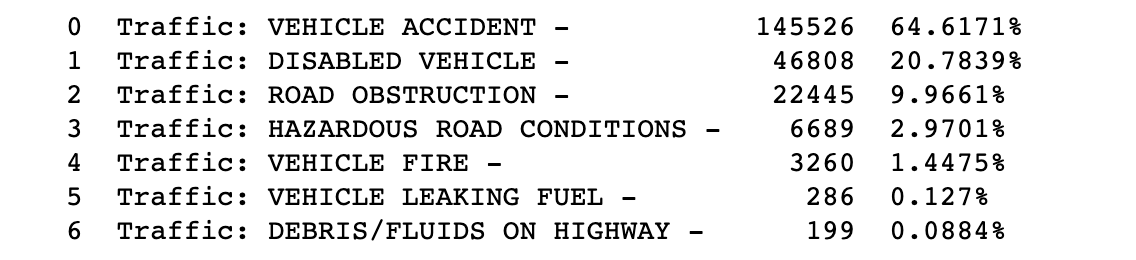 0 Traffic: VEHICLE ACCIDENT - 145526 64.6171%
1 Traffic: DISABLED VEHICLE - 46808 20.7839%
2 Traffic: ROAD OBSTRUCTION - 22445 9.9661%
3 Traffic: HAZARDOUS ROAD CONDITIONS - 6689 2.9701%
4 Traffic: VEHICLE FIRE - 3260 1.4475%
5 Traffic: VEHICLE LEAKING FUEL - 286 0.127%
6 Traffic: DEBRIS/FLUIDS ON HIGHWAY - 199 0.0884%